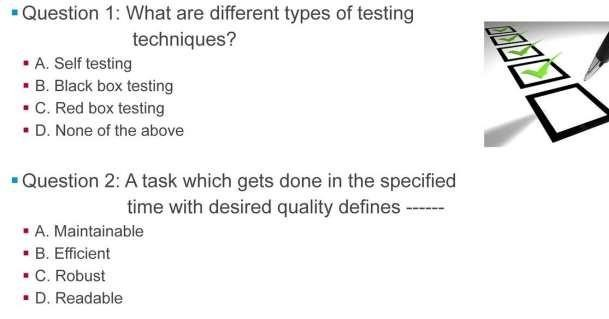 Question 1: What are different types of testing
techniques?
A. Self testing
B. Black box testing
C. Red box testing
D. None of the above
Question 2: A task which gets done in the specified
time with desired quality defines ------
A. Maintainable
B. Efficient
C. Robust
D. Readable